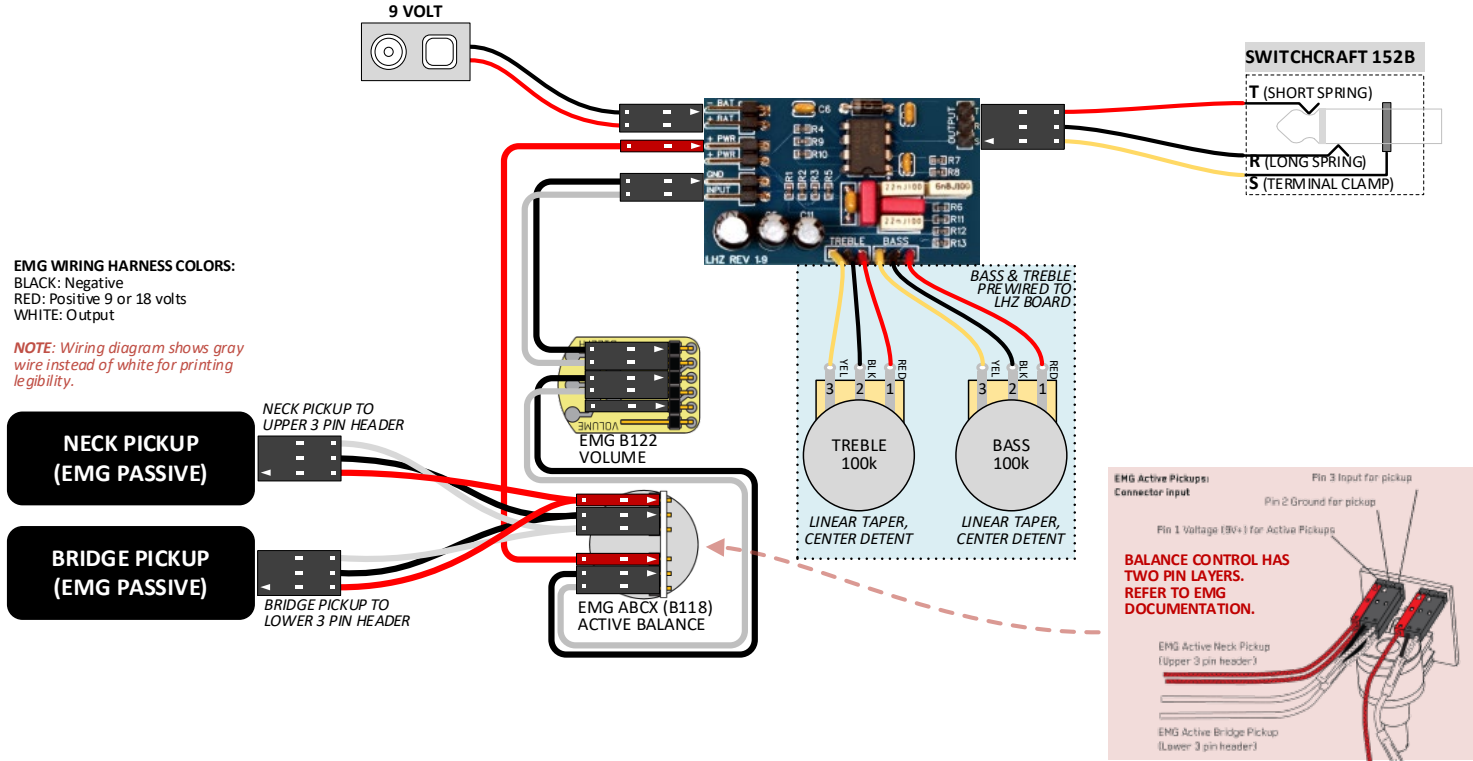 9 VOLT
SWITCHCRAFT 152B
T (SHORT SPRING)
R (LONG SPRING)
S (TERMINAL CLAMP)
- BAT
+ BAT
+ PWR
+ PWR
GND
INPUT
C6
R4
R9
R10
R1
R2
R3
R5
OUTPUT
T
R
S
R7
R8
22nJ100
6n8J100
22nJ100
R6
R11
R12
R13
C11
TREBLE
BASS
LHZ REV 1-9
BASS & TREBLE
PREWIRED TO
LHZ BOARD
EMG WIRING HARNESS COLORS:
BLACK: Negative
RED: Positive 9 or 18 volts
WHITE: Output
NOTE: Wiring diagram shows gray
wire instead of white for printing
legibility.
NECK PICKUP
(EMG PASSIVE)
NECK PICKUP TO
UPPER 3 PIN HEADER
BRIDGE PICKUP
(EMG PASSIVE)
BRIDGE PICKUP TO
LOWER 3 PIN HEADER
VOLUME
EMG B122
VOLUME
EMG ABCX (B118)
ACTIVE BALANCE
YEL
BLK
RED
3
2
1
TREBLE
100k
LINEAR TAPER,
CENTER DETENT
YEL
BLK
RED
3
2
1
BASS
100k
LINEAR TAPER,
CENTER DETENT
EMG Active Pickups:
Connector input
Pin 3 Input for pickup
Pin 2 Ground for pickup
Pin 1 Voltage (9V+) for Active Pickups
BALANCE CONTROL HAS
TWO PIN LAYERS.
REFER TO EMG
DOCUMENTATION.
EMG Active Neck Pickup
(Upper 3 pin header)
EMG Active Bridge Pickup
(Lower 3 pin header)